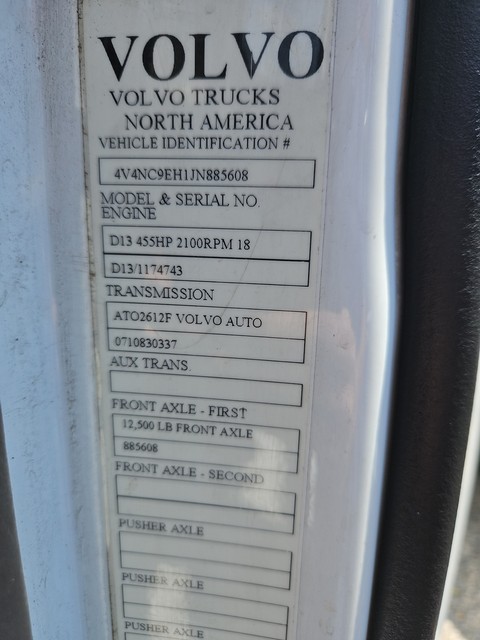 VOLVO
VOLVO TRUCKS
NORTH AMERICA
VEHICLE IDENTIFICATION #
4V4NC9EH1JN885608
MODEL & SERIAL NO.
ENGINE
D13 455HP 2100RPM 18
D13/1174743
TRANSMISSION
ATO2612F VOLVO AUTO
0710830337
AUX TRANS
FRONT AXLE - FIRST
12,500 LB FRONT AXLE
885608
FRONT AXLE - SECOND
PUSHER AXLE
PUSHER AXLE
PUSHER AXLE